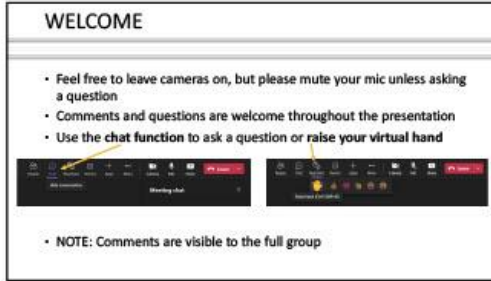 WELCOME
• Feel free to leave cameras on, but please mute your mic unless asking
a question
• Comments and questions are welcome throughout the presentation
• Use the chat function to ask a question or raise your virtual hand
Meeting chat
• NOTE: Comments are visible to the full group